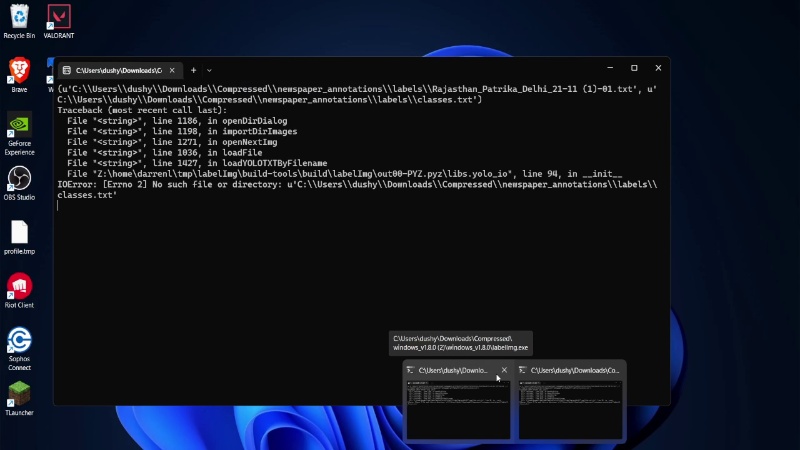 Recycle Bin
VALORANT
Brave
GeForce
Experience
OBS Studio
profile.tmp
Riot Client
Sophos
Connect
TLauncher
C:\Users\dushy\Downloads\Cc
(u'C:\\Users\\dushy\\Downloads\\Compressed\\newspaper_annotations\\labels\\Rajasthan_Patrika_Delhi_21-11 (1)-01.txt', u'
C:\\Users\\dushy\\Downloads\\Compressed\\newspaper_annotations\\labels\\classes.txt')
Traceback (most recent call last):
File "<string>", line 1186, in openDirDialog
File "<string>", line 1198, in importDirImages
File "<string>", line 1271, in openNextImg
File "<string>", line 1036, in loadFile
File "<string>", line 1427, in loadYOLOTXTByFilename
File "Z:\home\darrenl\tmp\labelImg\build-tools\build\labelImg\out00-PYZ.pyz\libs.yolo_io", line 94, in __init__
IOError: [Errno 2] No such file or directory: u'C:\\Users\\dushy\\Downloads\\Compressed\\newspaper_annotations\\labels\\
classes.txt'
C:\Users\dushy\Downloads\Compressed\
windows_v1.8.0 (2)\windows_v1.8.0\labelImg.exe
C:\Users\dushy\Downlo...
C:\Users\dushy\Downloads\Co...